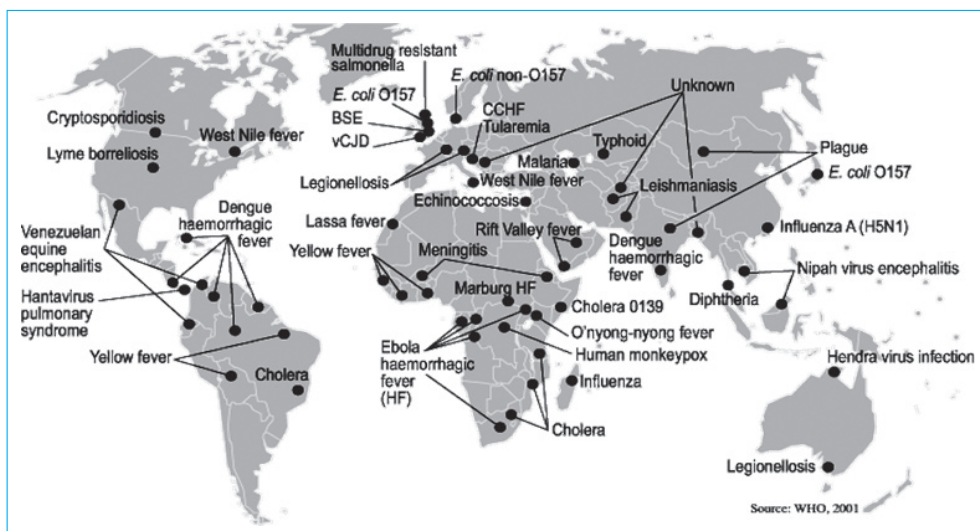 Multidrug resistant
salmonella
E. coli non-O157
E. coli O157
BSE
vCJD
CCHF
Tularemia
Unknown
Cryptosporidiosis
West Nile fever
Lyme borreliosis
Legionellosis
Malaria
Typhoid
Plague
E. coli O157
West Nile fever
Leishmaniasis
Echinococcosis
Dengue
haemorrhagic
fever
Venezuelan
equine
encephalitis
Lassa fever
Rift Valley fever
Yellow fever
Meningitis
Dengue
haemorrhagic
fever
Influenza A (H5N1)
Nipah virus encephalitis
Hantavirus
pulmonary
syndrome
Marburg HF
Cholera 0139
Diphtheria
O'nyong-nyong fever
Yellow fever
Ebola
haemorrhagic
fever
(HF)
Human monkeypox
Hendra virus infection
Cholera
Influenza
Cholera
Legionellosis
Source: WHO, 2001